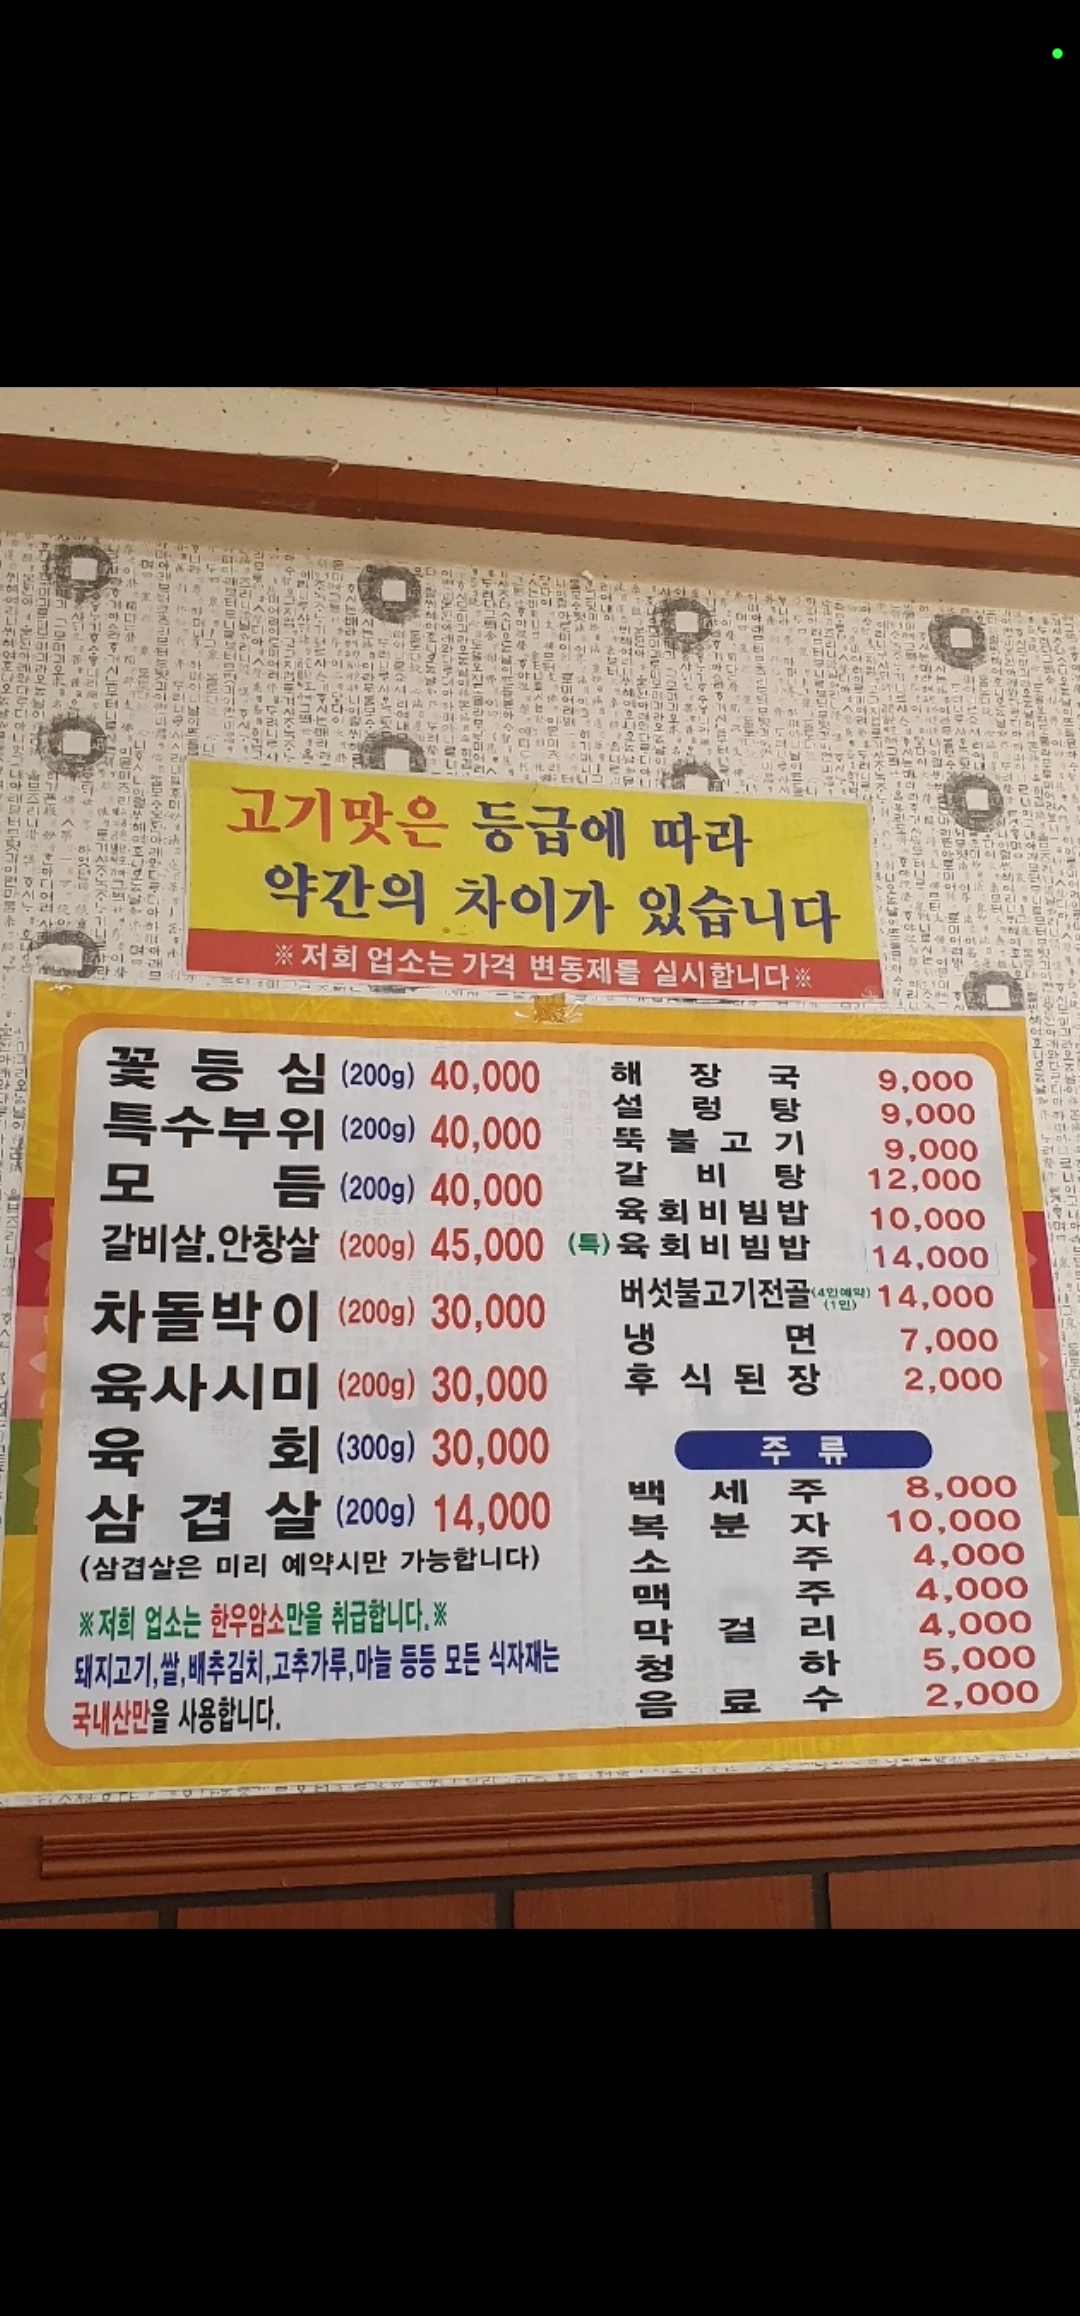 고기맛은 등급에 따라
약간의 차이가 있습니다
※저희 업소는 가격 변동제를 실시합니다※
꽃등심 (200g) 40,000
특수부위 (200g) 40,000
모듬 (200g) 40,000
갈비살.안창살 (200g) 45,000
차돌박이 (200g) 30,000
육사시미 (200g) 30,000
육회 (300g) 30,000
삼겹살 (200g) 14,000
(삼겹살은 미리 예약시만 가능합니다)
※저희 업소는 한우암소만을 취급합니다.※
돼지고기,쌀,배추김치,고추가루,마늘 등등 모든 식자재는
국내산만을 사용합니다.
해장국 9,000
설렁탕 9,000
뚝불고기 9,000
갈비탕 12,000
육회비빔밥 10,000
(특)육회비빔밥 14,000
버섯불고기전골(4인예약)(1인) 14,000
냉면 7,000
후식된장 2,000
주류
백세주 8,000
복분자 10,000
소주 4,000
맥주 4,000
막걸리 4,000
청하 5,000
음료수 2,000